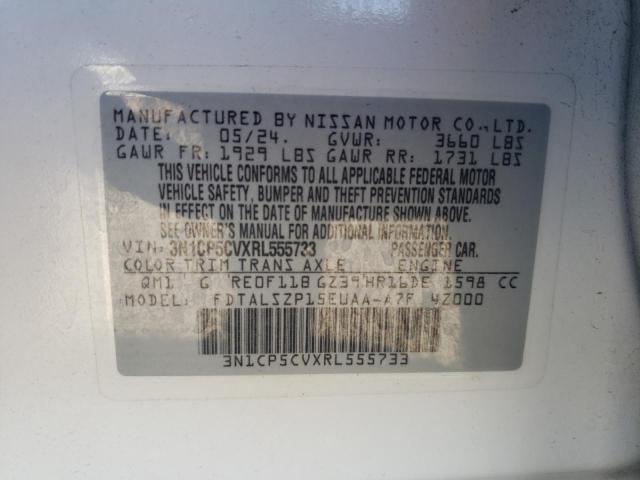 MANUFACTURED BY NISSAN MOTOR CO., LTD.
DATE: 05/24. GVWR: 3660 LBS
GAWR FR: 1929 LBS GAWR RR: 1731 LBS
THIS VEHICLE CONFORMS TO ALL APPLICABLE FEDERAL MOTOR
VEHICLE SAFETY, BUMPER AND THEFT PREVENTION STANDARDS
IN EFFECT ON THE DATE OF MANUFACTURE SHOWN ABOVE.
SEE OWNER'S MANUAL FOR ADDITIONAL INFORMATION.
VIN: 3N1CP5CVXRL555733 PASSENGER CAR.
COLOR TRIM TRANS AXLE ENGINE
QM1 G RE0F11B GZ39 HR16DE 1598 CC
MODEL: FDTALSZP15EUAA-A7F 4Z000
3N1CP5CVXRL555733